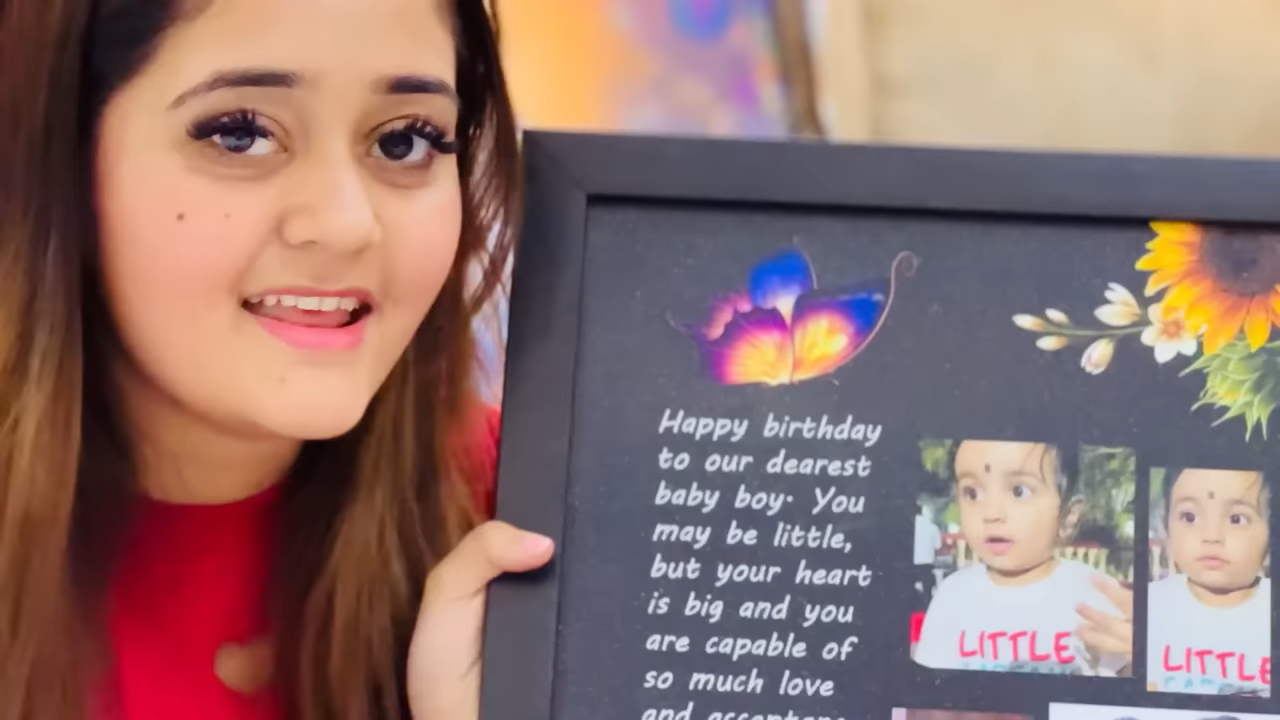 Happy birthday
to our dearest
baby boy. You
may be little,
but your heart
is big and you
are capable of
so much love
and
LITTLE
LITTLE